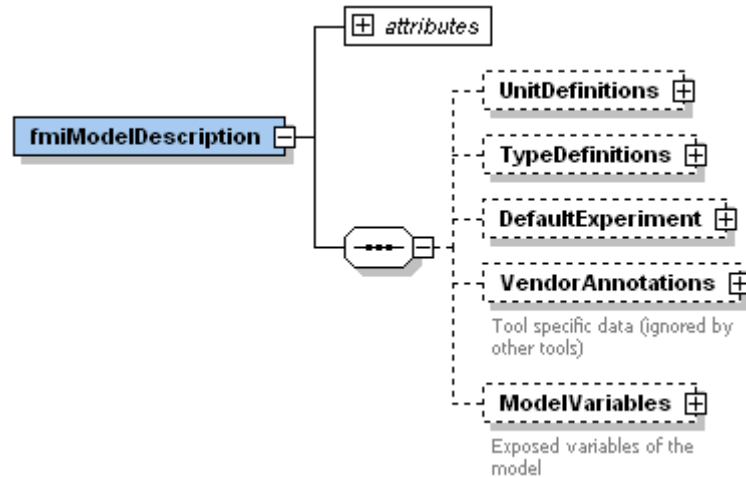 attributes
fmiModelDescription
UnitDefinitions
TypeDefinitions
DefaultExperiment
VendorAnnotations
Tool specific data (ignored by
other tools)
ModelVariables
Exposed variables of the
model